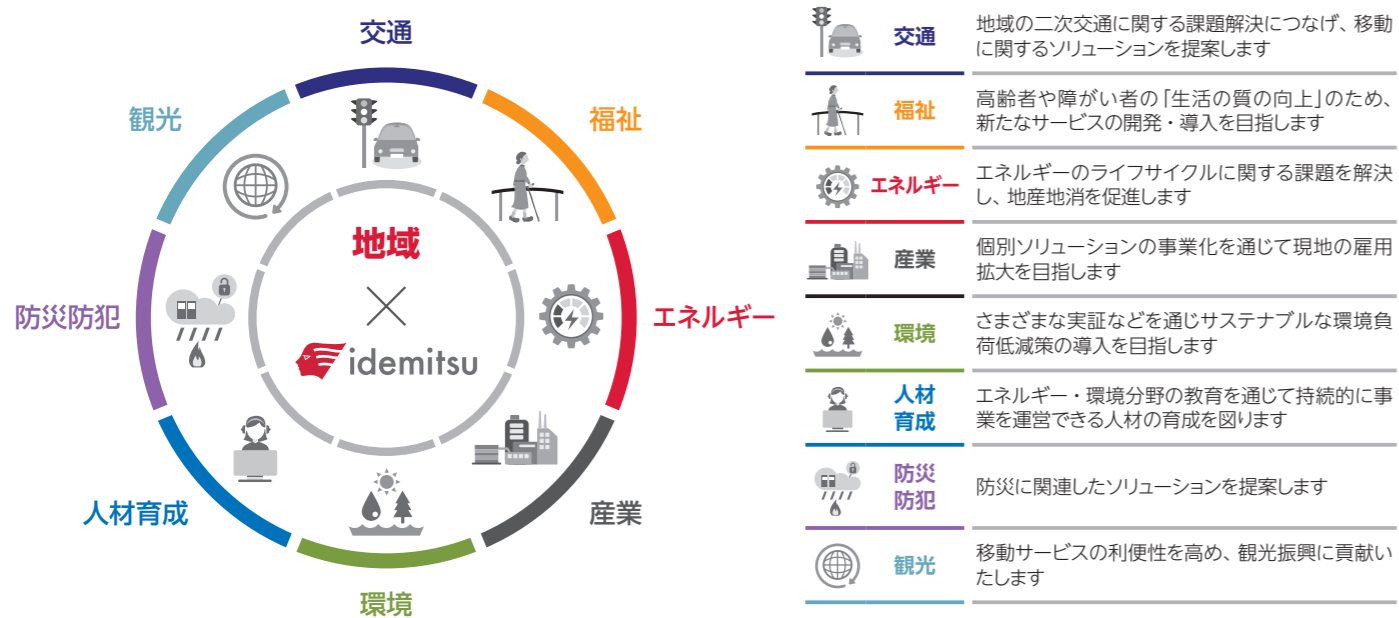 交通
福祉
エネルギー
産業
環境
人材育成
防災防犯
観光
地域
×
idemitsu
交通
地域の二次交通に関する課題解決につなげ、移動
に関するソリューションを提案します
福祉
高齢者や障がい者の「生活の質の向上」のため、
新たなサービスの開発・導入を目指します
エネルギー
エネルギーのライフサイクルに関する課題を解決
し、地産地消を促進します
産業
個別ソリューションの事業化を通じて現地の雇用
拡大を目指します
環境
さまざまな実証などを通じサステナブルな環境負
荷低減策の導入を目指します
人材
育成
エネルギー・環境分野の教育を通じて持続的に事
業を運営できる人材の育成を図ります
防災
防犯
防災に関連したソリューションを提案します
観光
移動サービスの利便性を高め、観光振興に貢献い
たします